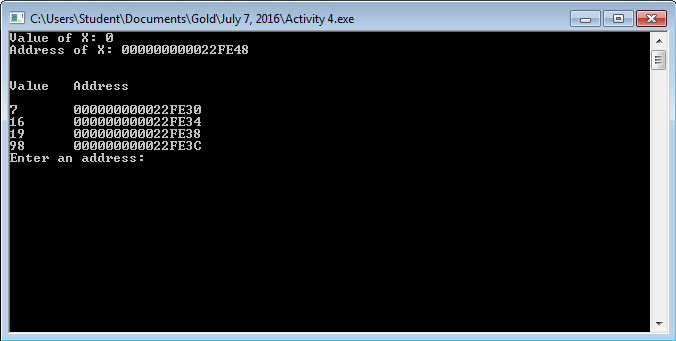 C:\Users\Student\Documents\Gold\July 7, 2016\Activity 4.exe
Value of X: 0
Address of X: 000000000022FE48
Value   Address
7       000000000022FE30
16      000000000022FE34
19      000000000022FE38
98      000000000022FE3C
Enter an address: